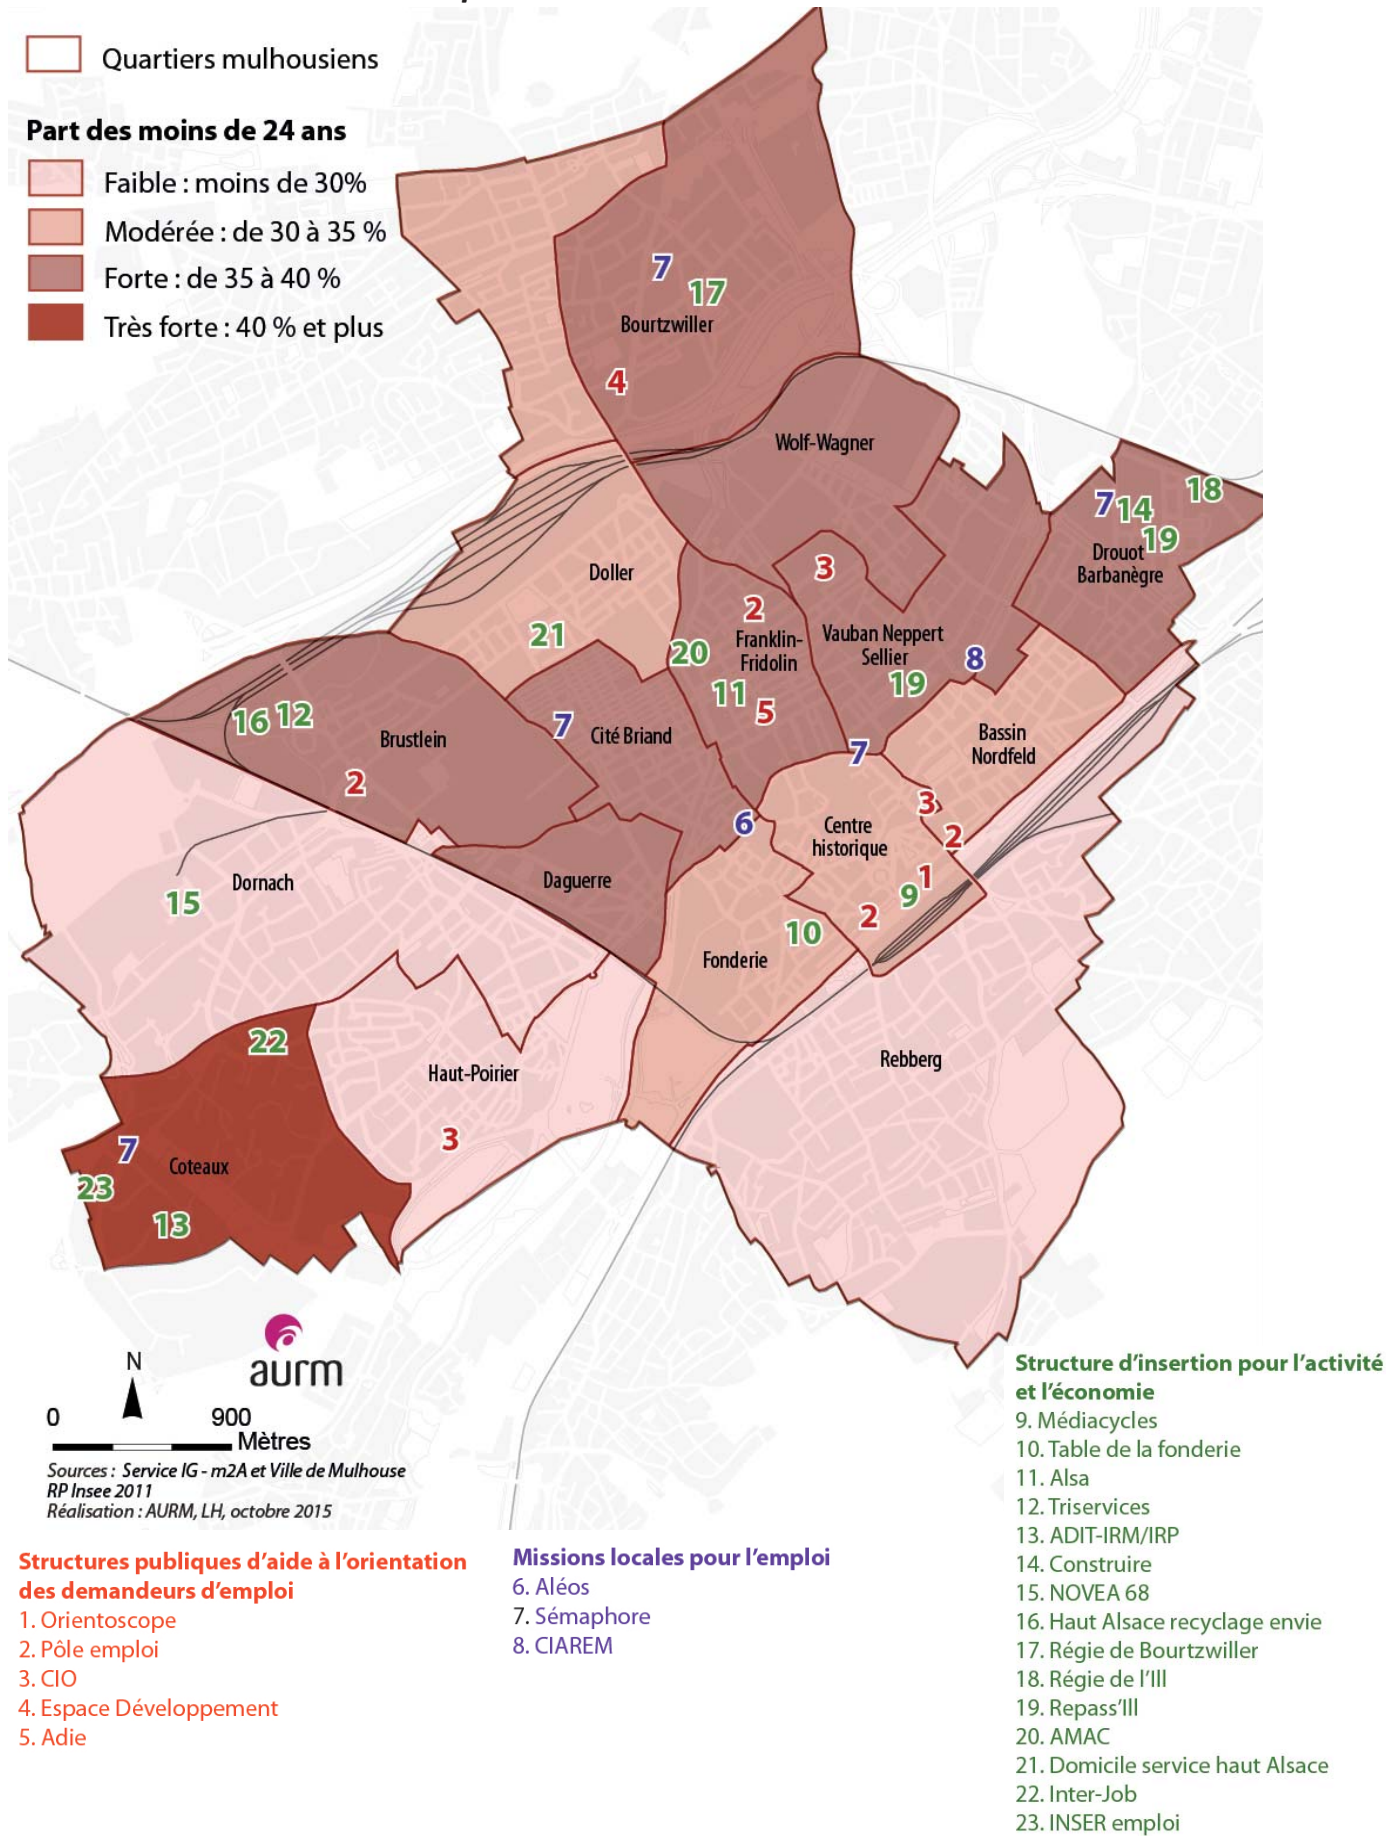 Quartiers mulhousiens
Part des moins de 24 ans
Faible : moins de 30%
Modérée : de 30 à 35 %
Forte : de 35 à 40 %
Très forte : 40 % et plus
7
17
Bourtzwiller
4
Wolf-Wagner
18
7
14
19
Drouot
Barbanègre
3
Doller
2
21
Franklin-
Fridolin
Vauban Neppert
Sellier
20
8
19
11
5
16
12
7
Cité Briand
Brustlein
Bassin
Nordfeld
7
2
3
6
Centre
historique
2
Daguerre
1
Dornach
9
15
2
10
Fonderie
22
Rebberg
Haut-Poirier
3
7
Coteaux
23
13
aurm
N
0
900
Mètres
Sources : Service IG - m2A et Ville de Mulhouse
RP Insee 2011
Réalisation : AURM, LH, octobre 2015
Structures publiques d'aide à l'orientation
des demandeurs d'emploi
1. Orientoscope
2. Pôle emploi
3. CIO
4. Espace Développement
5. Adie
Missions locales pour l'emploi
6. Aléos
7. Sémaphore
8. CIAREM
Structure d'insertion pour l'activité
et l'économie
9. Médiacycles
10. Table de la fonderie
11. Alsa
12. Triservices
13. ADIT-IRM/IRP
14. Construire
15. NOVEA 68
16. Haut Alsace recyclage envie
17. Régie de Bourtzwiller
18. Régie de l'Ill
19. Repass'Ill
20. AMAC
21. Domicile service haut Alsace
22. Inter-Job
23. INSER emploi